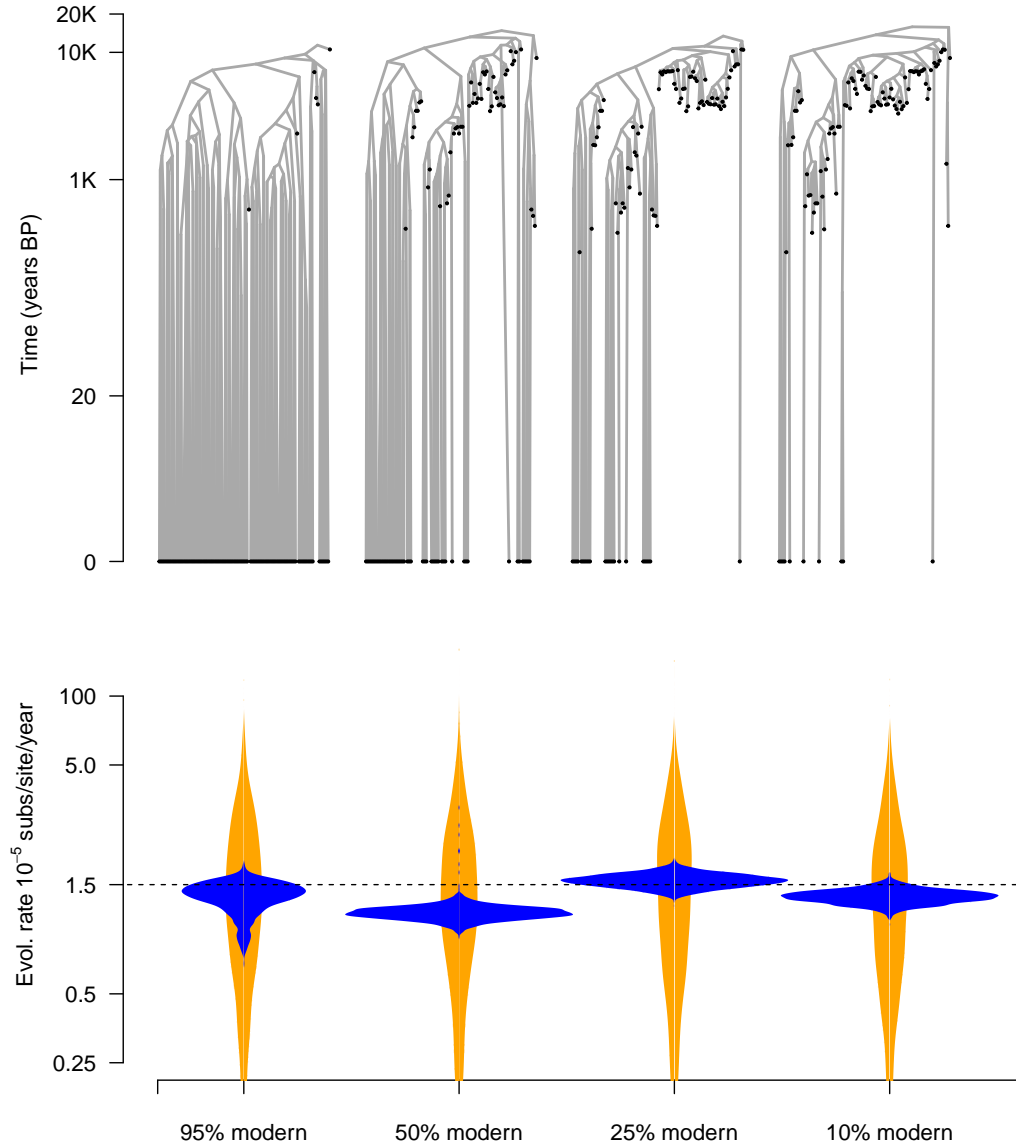 20K
10K
1K
20
0
Time (years BP)
100
5.0
1.5
0.5
0.25
Evol. rate 10⁻⁵ subs/site/year
95% modern
50% modern
25% modern
10% modern